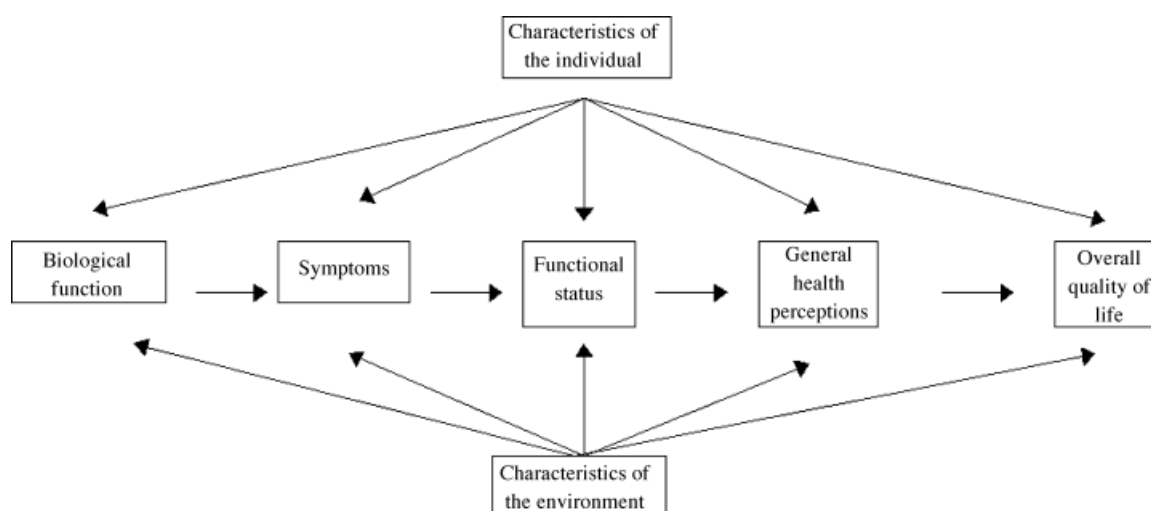 Characteristics of
the individual
Biological
function
Symptoms
Functional
status
General
health
perceptions
Overall
quality of
life
Characteristics of
the environment